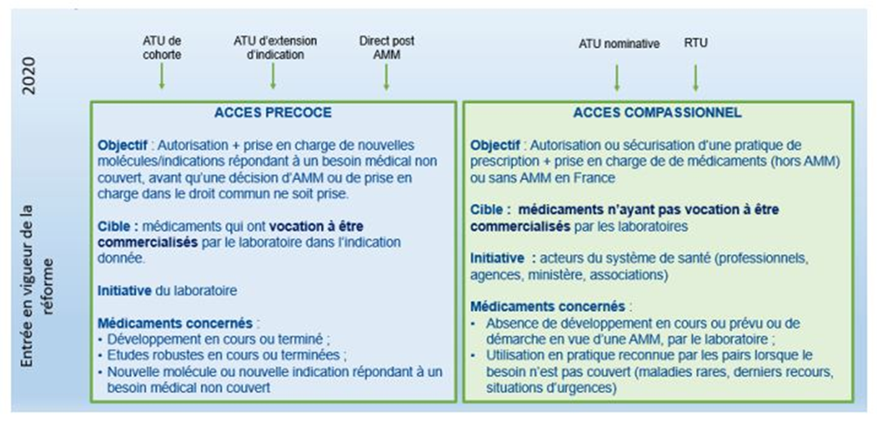 2020
ATU de
cohorte
ATU d'extension
d'indication
Direct post
AMM
ATU nominative
RTU
Entrée en vigueur de la
réforme
ACCES PRECOCE
Objectif : Autorisation + prise en charge de nouvelles
molécules/indications répondant à un besoin médical non
couvert, avant qu'une décision d'AMM ou de prise en
charge dans le droit commun ne soit prise.
Cible : médicaments qui ont vocation à être
commercialisés par le laboratoire dans l'indication
donnée.
Initiative du laboratoire
Médicaments concernés :
• Développement en cours ou terminé ;
• Etudes robustes en cours ou terminées ;
• Nouvelle molécule ou nouvelle indication répondant à un
besoin médical non couvert
ACCES COMPASSIONNEL
Objectif : Autorisation ou sécurisation d'une pratique de
prescription + prise en charge de de médicaments (hors AMM)
ou sans AMM en France
Cible : médicaments n'ayant pas vocation à être
commercialisés par les laboratoires
Initiative : acteurs du système de santé (professionnels,
agences, ministère, associations)
Médicaments concernés :
• Absence de développement en cours ou prévu ou de
démarche en vue d'une AMM, par le laboratoire ;
• Utilisation en pratique reconnue par les pairs lorsque le
besoin n'est pas couvert (maladies rares, derniers recours,
situations d'urgences)